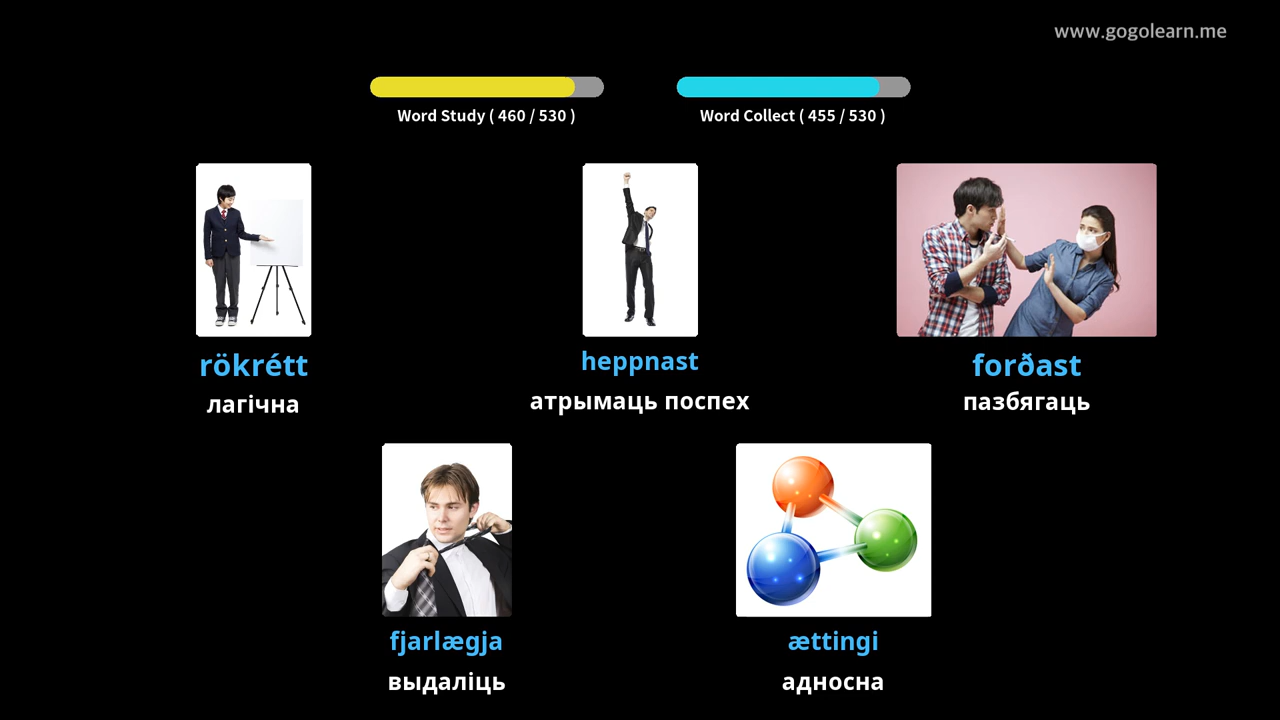 www.gogolearn.me
Word Study ( 460 / 530 )
Word Collect ( 455 / 530 )
rökrétt
лагічна
heppnast
атрымаць поспех
forðast
пазбягаць
fjarlægja
выдаліць
ættingi
адносна